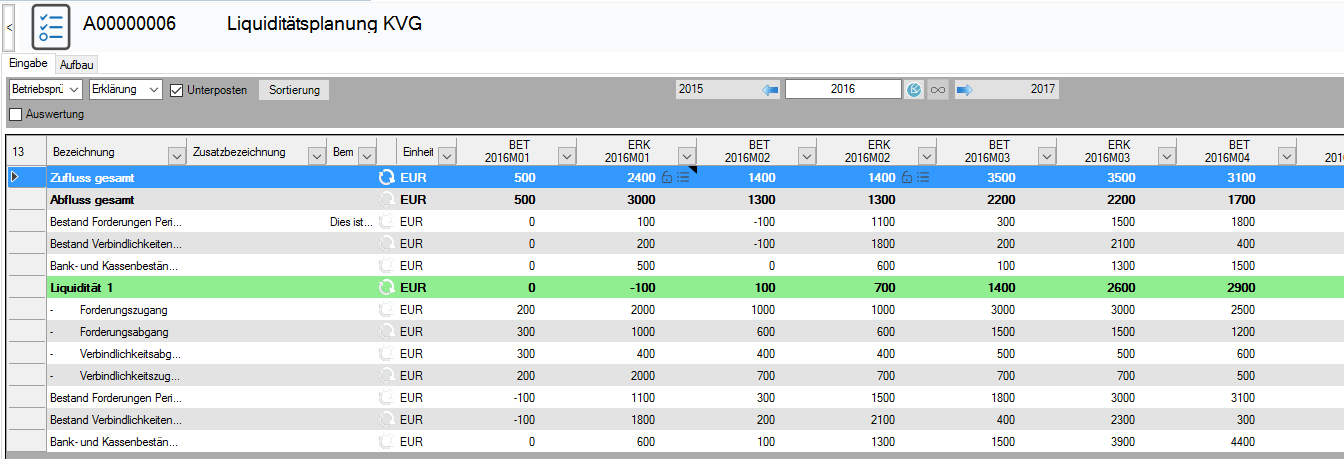 <
A00000006 Liquiditätsplanung KVG
Eingabe Aufbau
Betriebsprü Erklärung Unterposten Sortierung 2015 2016 ∞ 2017
Auswertung
13 Bezeichnung Zusatzbezeichnung Bem Einheit BET 2016M01 ERK 2016M01 BET 2016M02 ERK 2016M02 BET 2016M03 ERK 2016M03 BET 2016M04 201
Zufluss gesamt EUR 500 2400 1400 1400 3500 3500 3100
Abfluss gesamt EUR 500 3000 1300 1300 2200 2200 1700
Bestand Forderungen Peri... Dies ist... EUR 0 100 -100 1100 300 1500 1800
Bestand Verbindlichkeiten... EUR 0 200 -100 1800 200 2100 400
Bank- und Kassenbestän... EUR 0 500 0 600 100 1300 1500
Liquidität 1 EUR 0 -100 100 700 1400 2600 2900
- Forderungszugang EUR 200 2000 1000 1000 3000 3000 2500
- Forderungsabgang EUR 300 1000 600 600 1500 1500 1200
- Verbindlichkeitsabg... EUR 300 400 400 400 500 500 600
- Verbindlichkeitszug... EUR 200 2000 700 700 700 700 500
Bestand Forderungen Peri... EUR -100 1100 300 1500 1800 3000 3100
Bestand Verbindlichkeiten... EUR -100 1800 200 2100 400 2300 300
Bank- und Kassenbestän... EUR 0 600 100 1300 1500 3900 4400